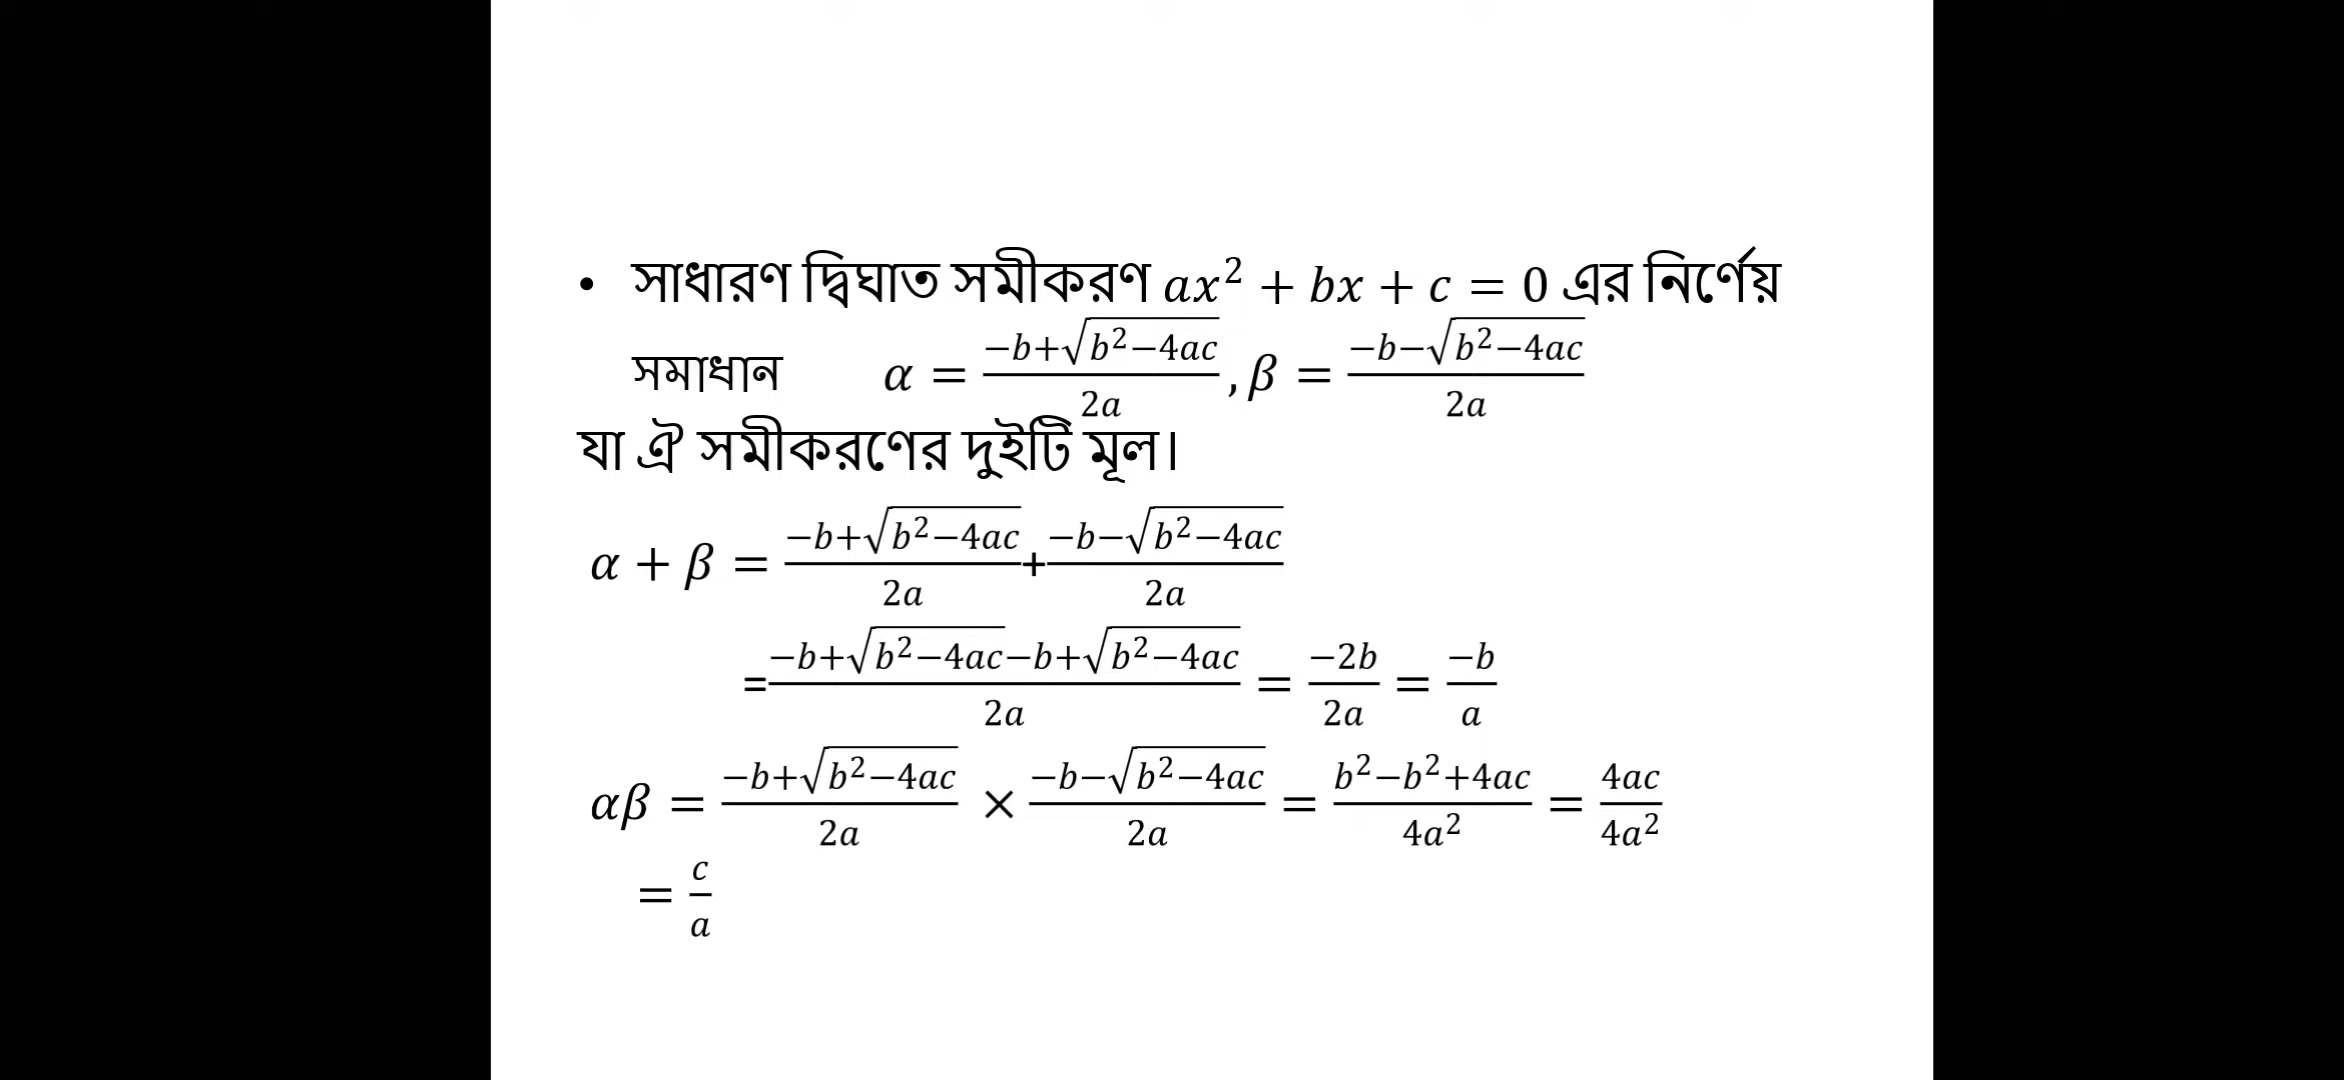 • সাধারণ দ্বিঘাত সমীকরণ ax² + bx + c = 0 এর নির্ণেয়
সমাধান α = (−b+√(b²−4ac))/2a , β = (−b−√(b²−4ac))/2a
যা ঐ সমীকরণের দুইটি মূল।
α + β = (−b+√(b²−4ac))/2a + (−b−√(b²−4ac))/2a
= (−b+√(b²−4ac)−b+√(b²−4ac))/2a = −2b/2a = −b/a
αβ = (−b+√(b²−4ac))/2a × (−b−√(b²−4ac))/2a = (b²−b²+4ac)/4a² = 4ac/4a²
= c/a